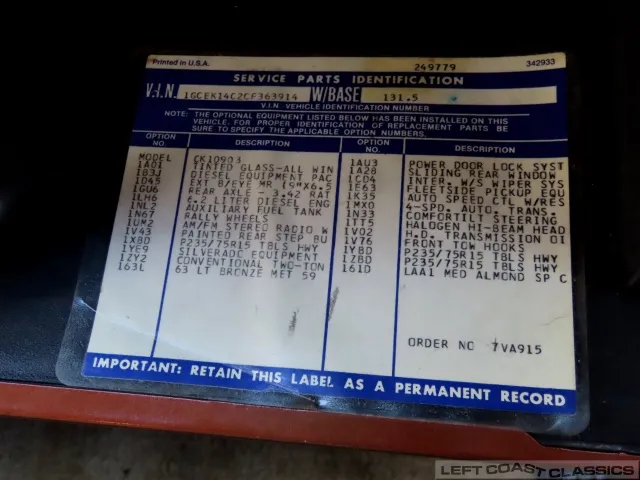 Printed in U.S.A. 249779 342933
SERVICE PARTS IDENTIFICATION
V.I.N. 1GCEK14C2CF363914 W/BASE 131.5
V.I.N. VEHICLE IDENTIFICATION NUMBER
NOTE: THE OPTIONAL EQUIPMENT LISTED BELOW HAS BEEN INSTALLED ON THIS
VEHICLE. FOR PROPER IDENTIFICATION OF REPLACEMENT PARTS BE
SURE TO SPECIFY THE APPLICABLE OPTION NUMBERS.
OPTION NO. DESCRIPTION OPTION NO. DESCRIPTION
MODEL CK10903
1A01 TINTED GLASS-ALL WIN
1B3J DIESEL EQUIPMENT PAC
1D45 EXT B/EYE MR (9"X6.5
1GU6 REAR AXLE - 3.42 RAT
1LH6 6.2 LITER DIESEL ENG
1NL2 AUXILIARY FUEL TANK
1N67 RALLY WHEELS
1UM2 AM/FM STEREO RADIO W
1V43 PAINTED REAR STEP BU
1XBD P235/75R15 TBLS HWY
1YE9 SILVERADO EQUIPMENT
1ZY2 CONVENTIONAL TWO-TON
163L 63 LT BRONZE MET 59
1AU3 POWER DOOR LOCK SYST
1A28 SLIDING REAR WINDOW
1CD4 INTER W/S WIPER SYS
1E63 FLEETSIDE PICKUP EQU
1K35 AUTO SPEED CTL W/RES
1MX0 4-SPD. AUTO. TRANS.
1N33 COMFORTILT STEERING
1TT5 HALOGEN HI-BEAM HEAD
1V02 H.D. TRANSMISSION OI
1V76 FRONT TOW HOOKS
1YBD P235/75R15 TBLS HWY
1ZBD P235/75R15 TBLS HWY
161D LAA1 MED ALMOND SP C
ORDER NO 7VA915
IMPORTANT: RETAIN THIS LABEL AS A PERMANENT RECORD
LEFT COAST CLASSICS